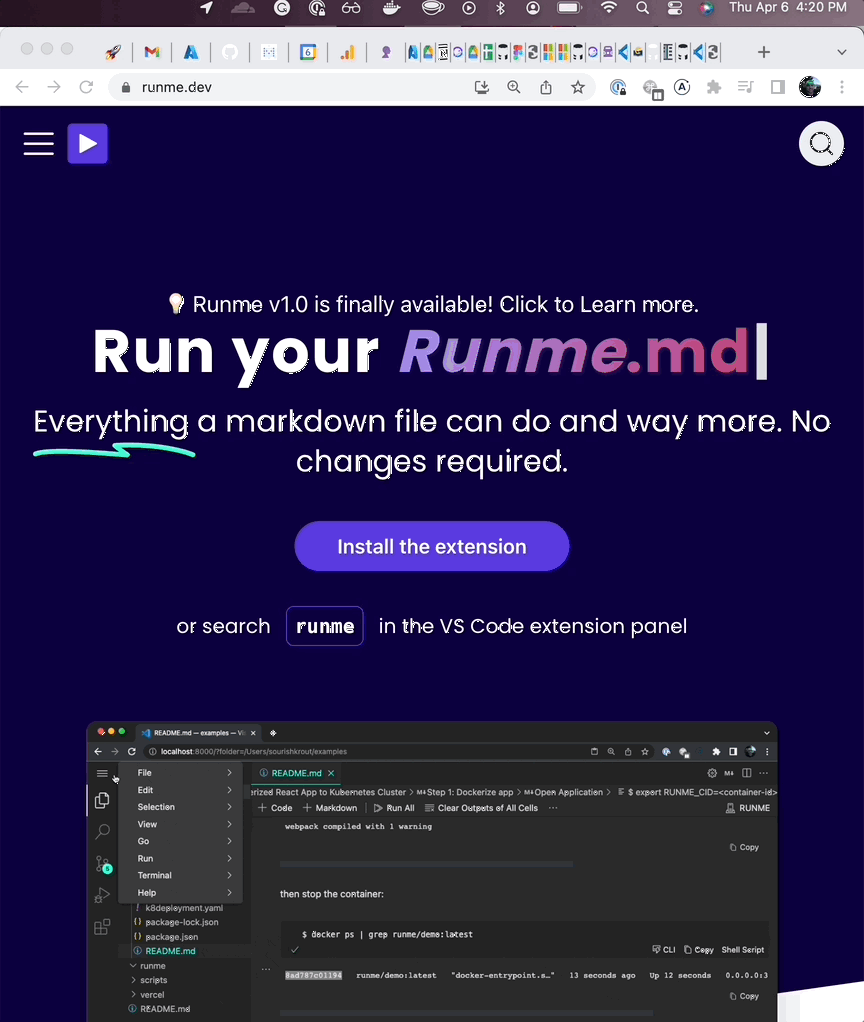 Thu Apr 6 4:20 PM
runme.dev
💡 Runme v1.0 is finally available! Click to Learn more.
Run your Runme.md
Everything a markdown file can do and way more. No
changes required.
Install the extension
or search runme in the VS Code extension panel
README.md — examples — Vi
localhost:8000/?folder=/Users/sourishkrout/examples
File
Edit
Selection
View
Go
Run
Terminal
Help
k8deployment.yaml
package-lock.json
package.json
README.md
runme
scripts
vercel
README.md
5
README.md
erized React App to Kubernetes Cluster > Step 1: Dockerize app > Open Application > $ export RUNME_CID=<container-id>
+ Code + Markdown Run All Clear Outputs of All Cells ... RUNME
webpack compiled with 1 warning
Copy
then stop the container:
$ docker ps | grep runme/demo:latest
CLI Copy Shell Script
8ad787c01194 runme/demo:latest "docker-entrypoint.s…" 13 seconds ago Up 12 seconds 0.0.0.0:3
Copy